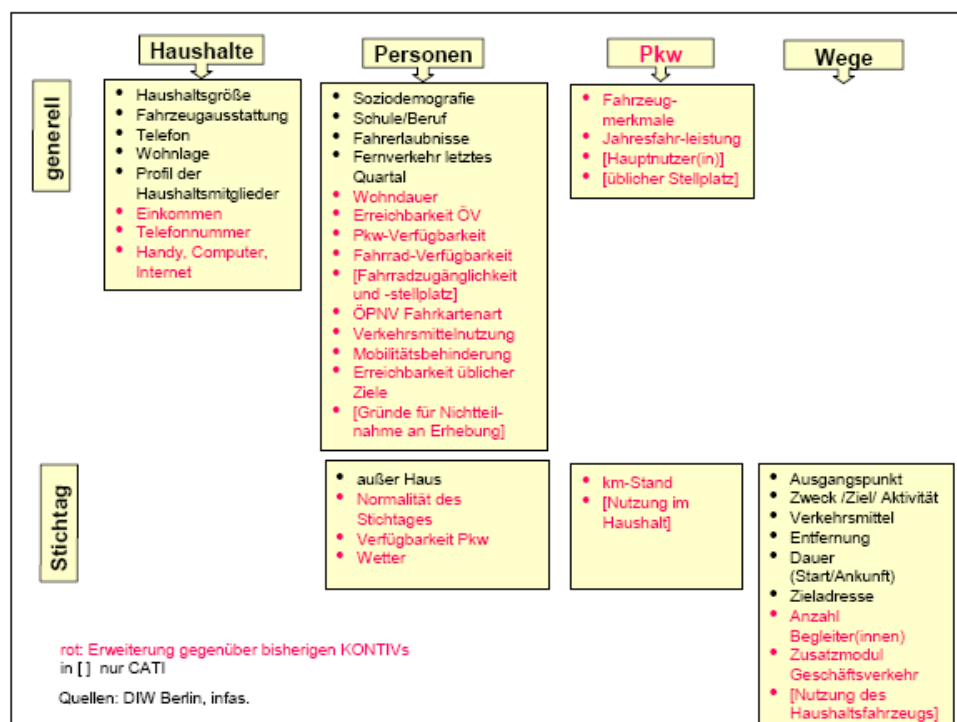 Haushalte
Personen
Pkw
Wege
generell
• Haushaltsgröße
• Fahrzeugausstattung
• Telefon
• Wohnlage
• Profil der
Haushaltsmitglieder
• Einkommen
• Telefonnummer
• Handy, Computer,
Internet
• Soziodemografie
• Schule/Beruf
• Fahrerlaubnisse
• Fernverkehr letztes
Quartal
• Wohndauer
• Erreichbarkeit ÖV
• Pkw-Verfügbarkeit
• Fahrrad-Verfügbarkeit
• [Fahrradzugänglichkeit
und -stellplatz]
• ÖPNV Fahrkartenart
• Verkehrsmittelnutzung
• Mobilitätsbehinderung
• Erreichbarkeit üblicher
Ziele
• [Gründe für Nichtteil-
nahme an Erhebung]
• Fahrzeug-
merkmale
• Jahresfahr-leistung
• [Hauptnutzer(in)]
• [üblicher Stellplatz]
Stichtag
• außer Haus
• Normalität des
Stichtages
• Verfügbarkeit Pkw
• Wetter
• km-Stand
• [Nutzung im
Haushalt]
• Ausgangspunkt
• Zweck /Ziel/ Aktivität
• Verkehrsmittel
• Entfernung
• Dauer
(Start/Ankunft)
• Zieladresse
• Anzahl
Begleiter(innen)
• Zusatzmodul
Geschäftsverkehr
• [Nutzung des
Haushaltsfahrzeugs]
rot: Erweiterung gegenüber bisherigen KONTIVs
in [ ] nur CATI
Quellen: DIW Berlin, infas.